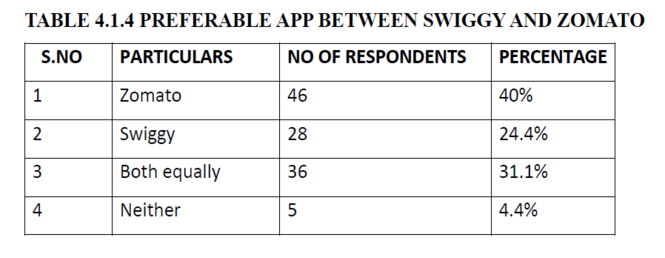 TABLE 4.1.4 PREFERABLE APP BETWEEN SWIGGY AND ZOMATO
S.NO PARTICULARS NO OF RESPONDENTS PERCENTAGE
1 Zomato 46 40%
2 Swiggy 28 24.4%
3 Both equally 36 31.1%
4 Neither 5 4.4%